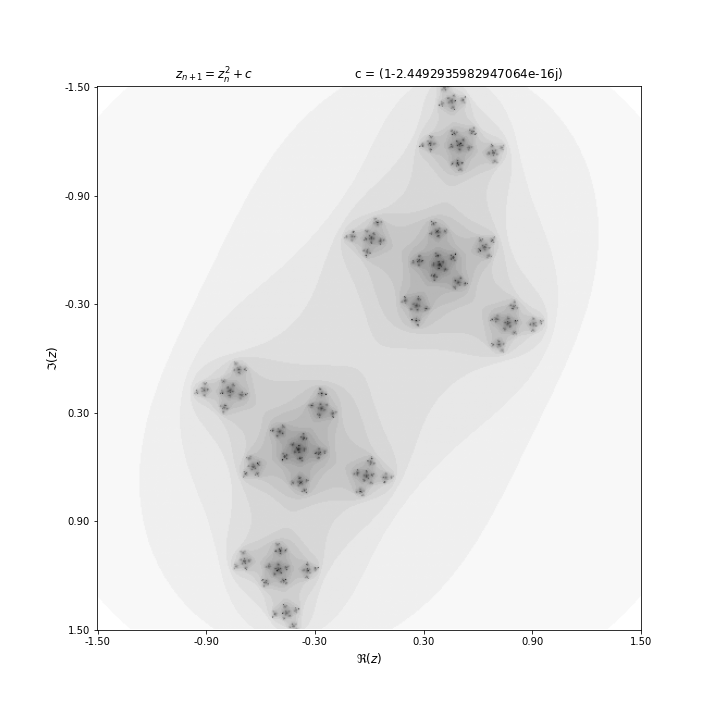 z_{n+1} = z_n^2 + c c = (1-2.4492935982947064e-16j)
-1.50
-0.90
-0.30
ℑ(z)
0.30
0.90
1.50
-1.50 -0.90 -0.30 0.30 0.90 1.50
ℜ(z)